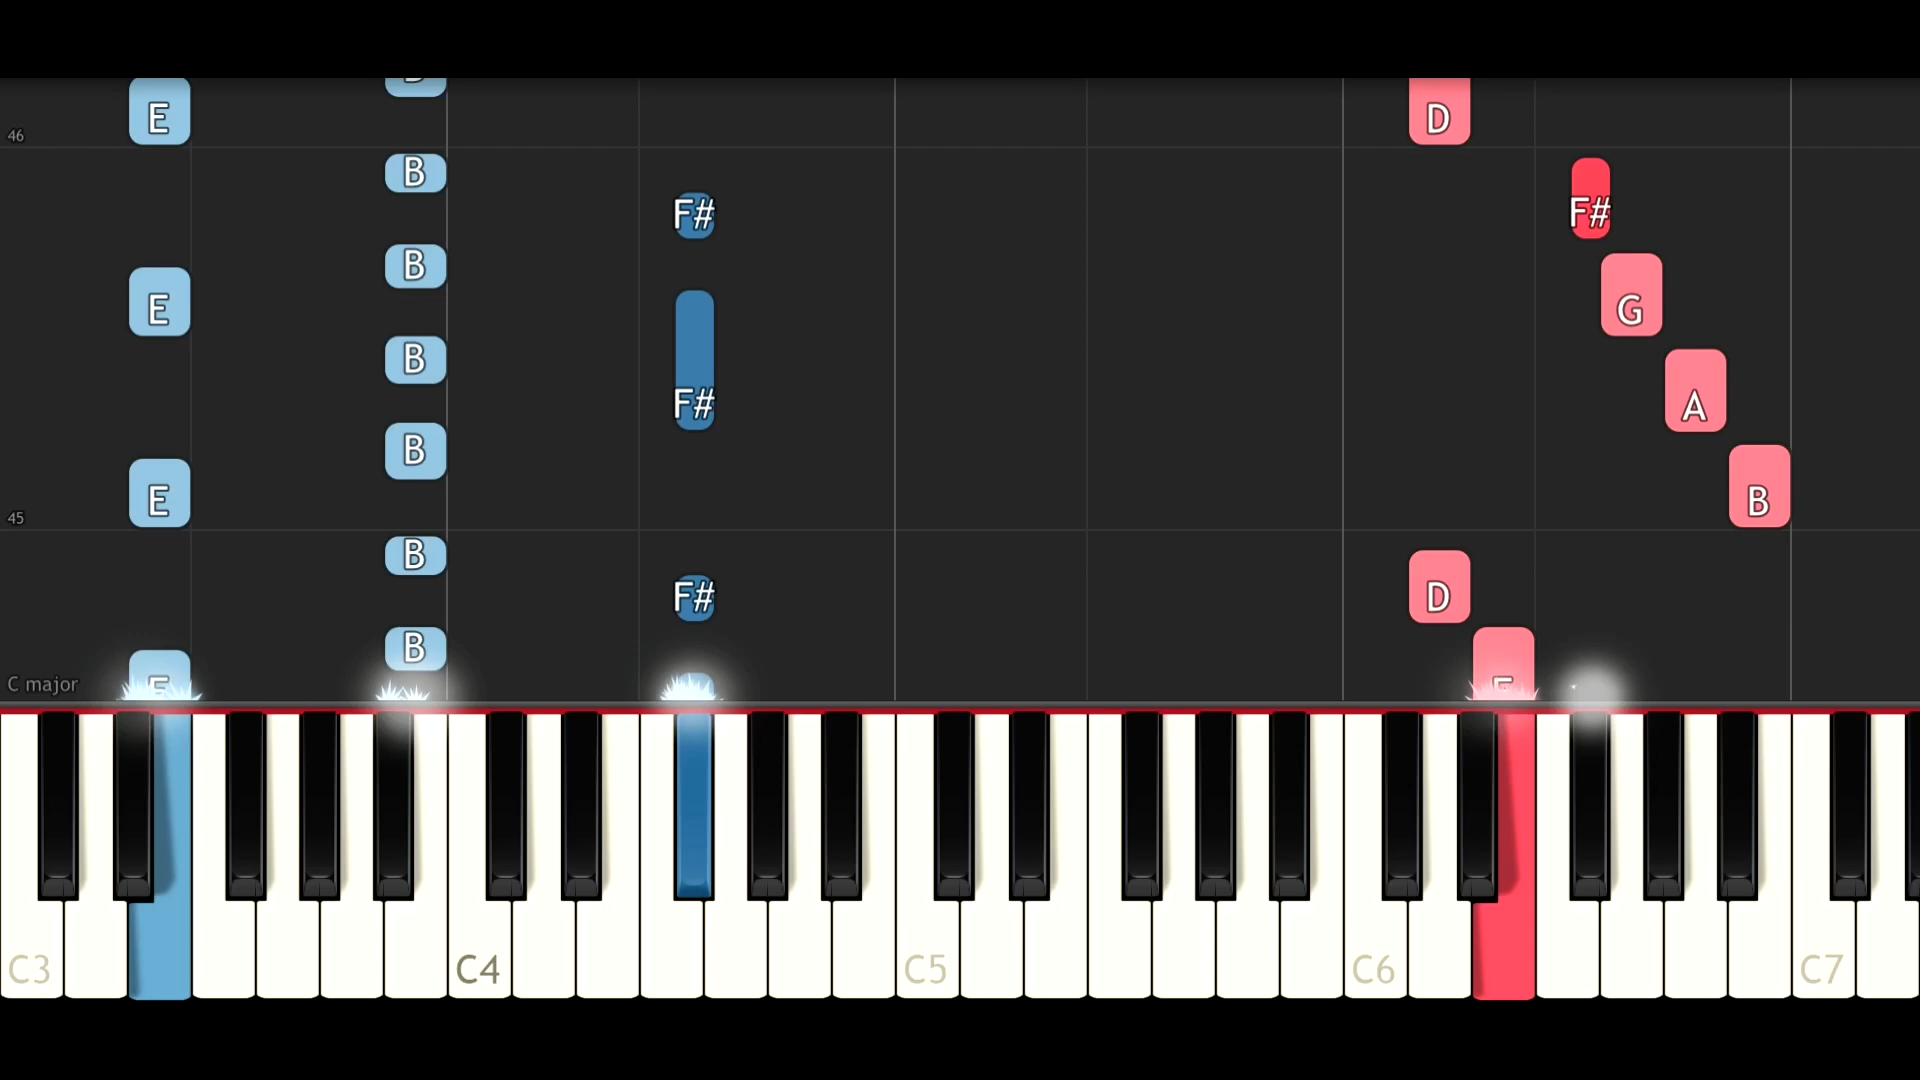 E D
46
B
F# F#
B
E G
B
F# A
B
E B
45
B
F# D
B
C major E E
C3 C4 C5 C6 C7